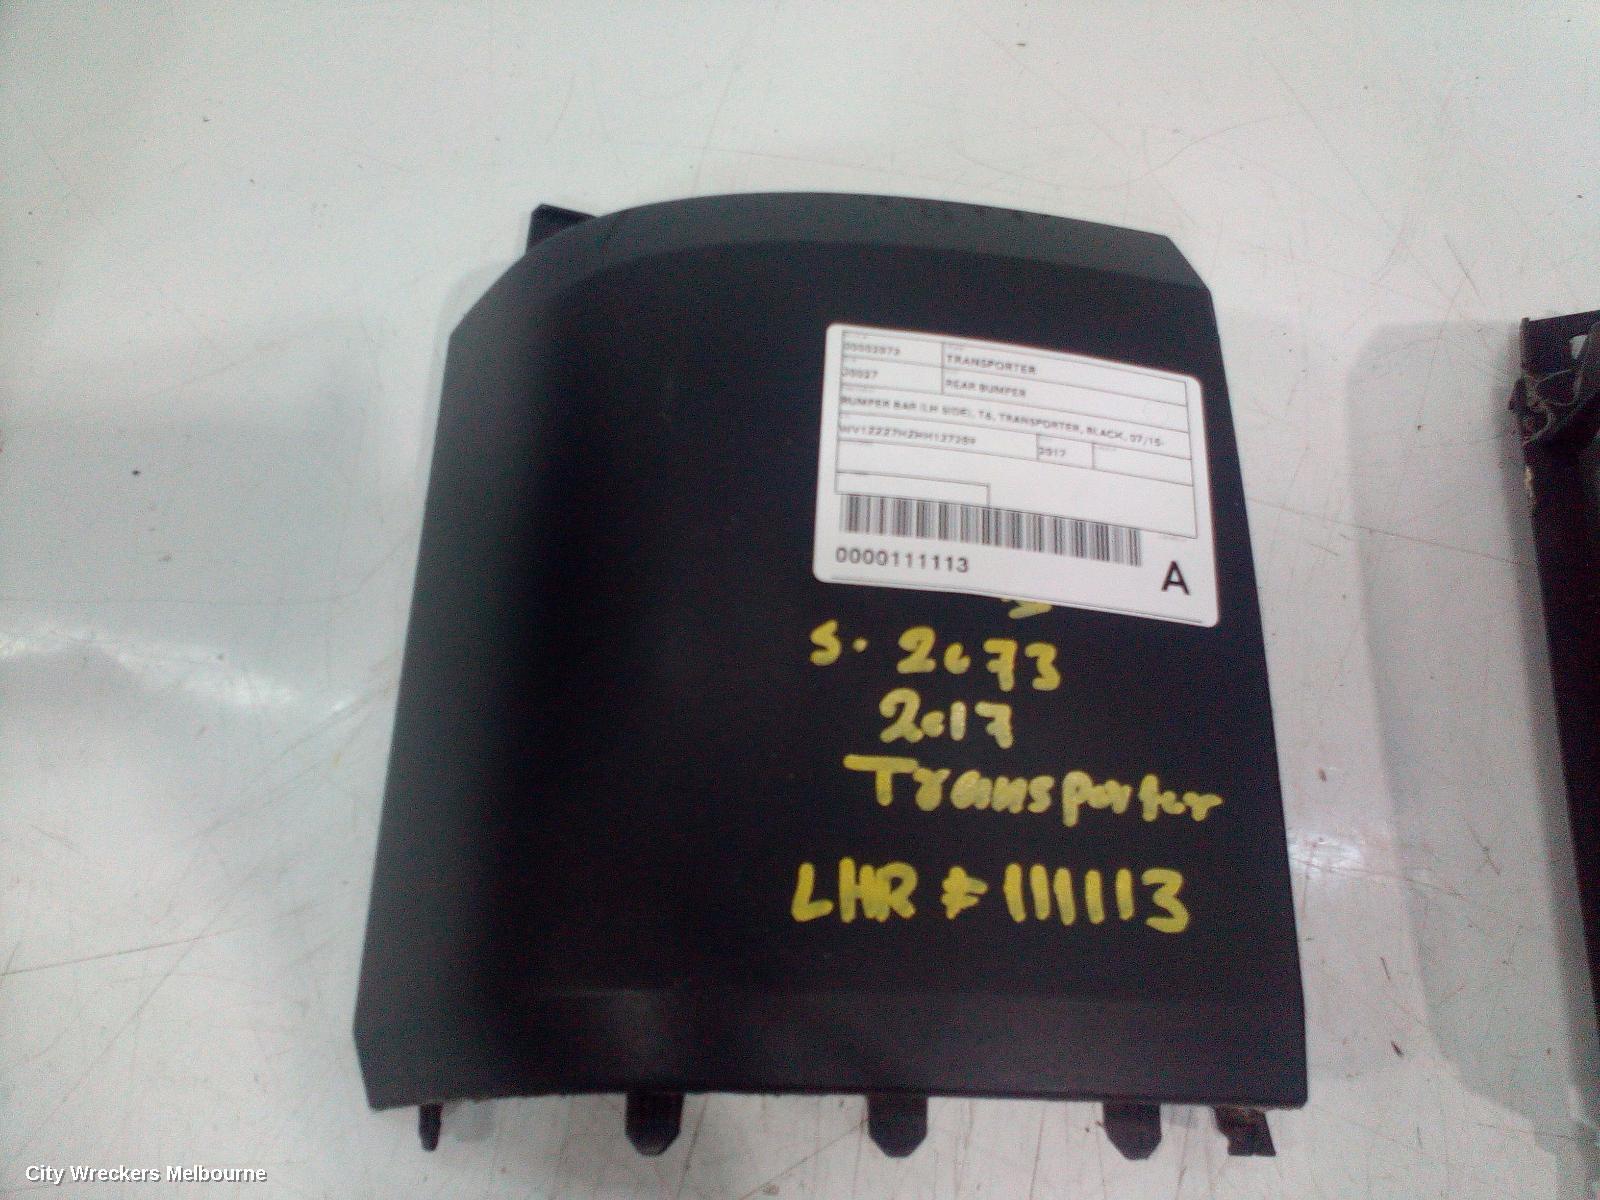 TRANSPORTER
REAR BUMPER
BUMPER BAR (LH SIDE), T6, TRANSPORTER, BLACK, 07/15-
2017
0000111113
A
S. 2073
2017
Transporter
LHR # 111113
City Wreckers Melbourne